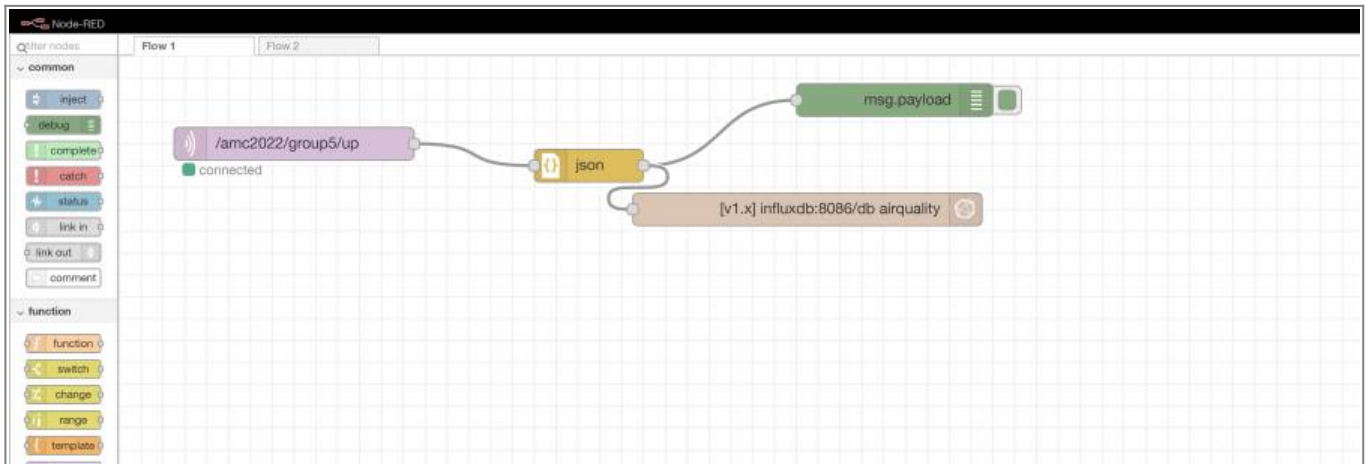 Node-RED
filter nodes
Flow 1
Flow 2
common
inject
debug
complete
catch
status
link in
link out
comment
function
function
switch
change
range
template
/amc2022/group5/up
connected
json
msg.payload
[v1.x] influxdb:8086/db airquality